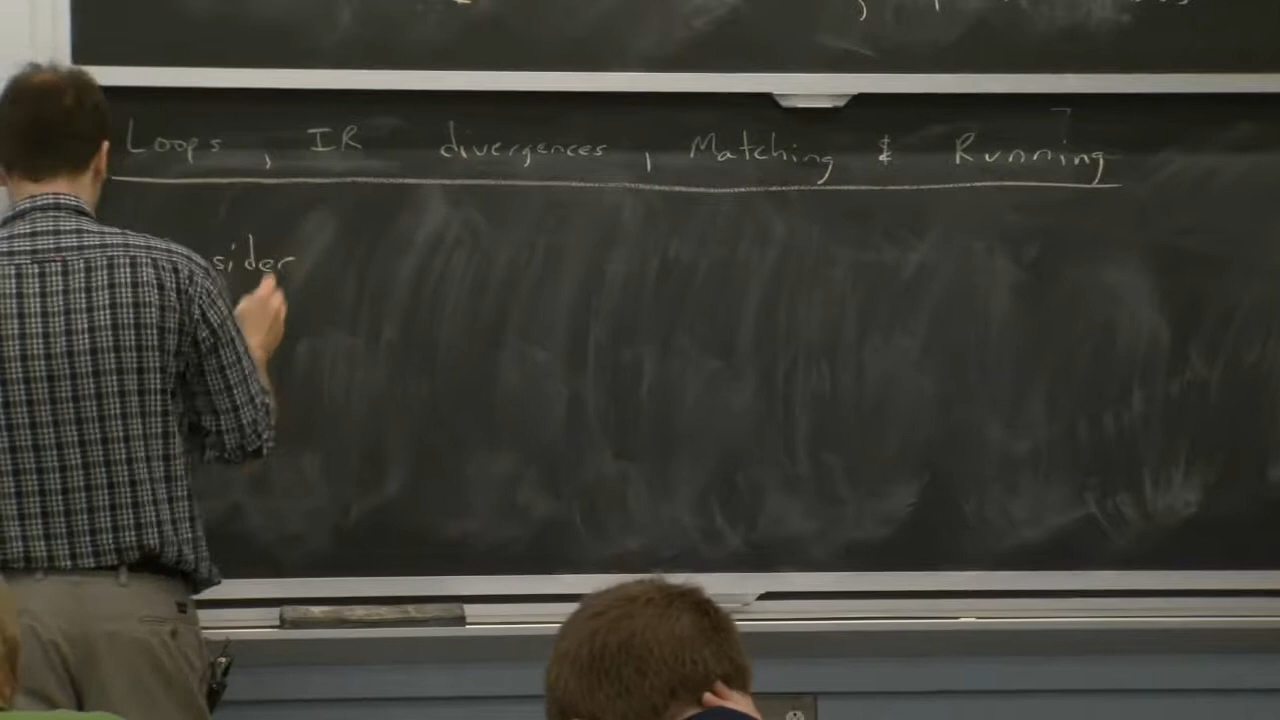 Loops, IR divergences, Matching & Running
sider